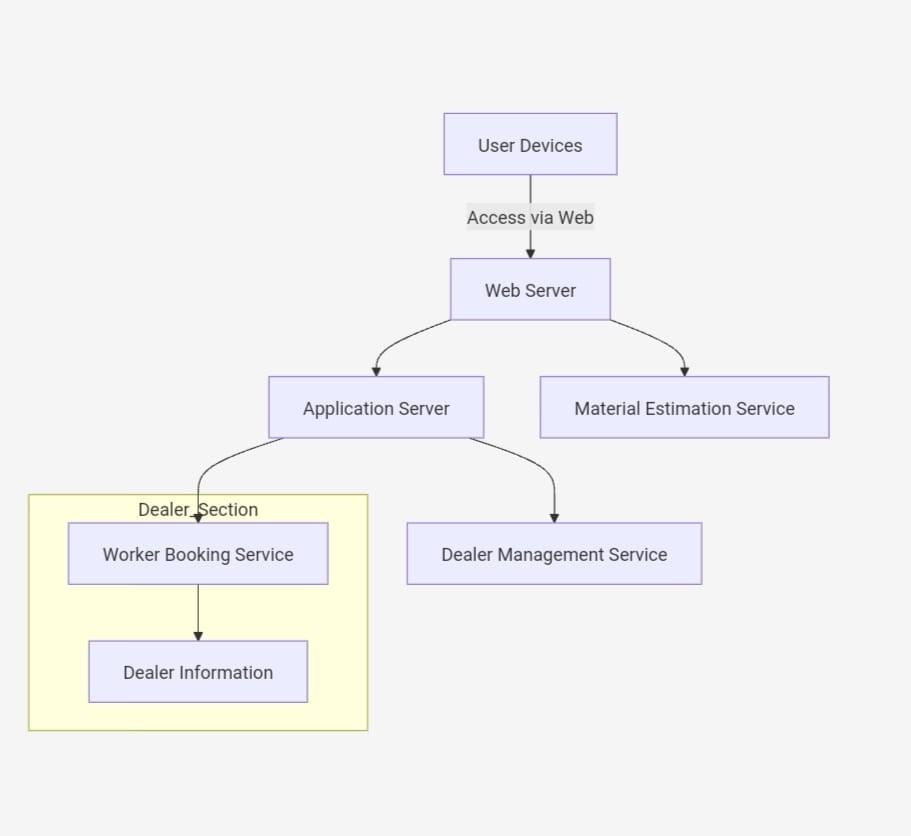 User Devices
Access via Web
Web Server
Application Server
Material Estimation Service
Dealer_Section
Worker Booking Service
Dealer Management Service
Dealer Information